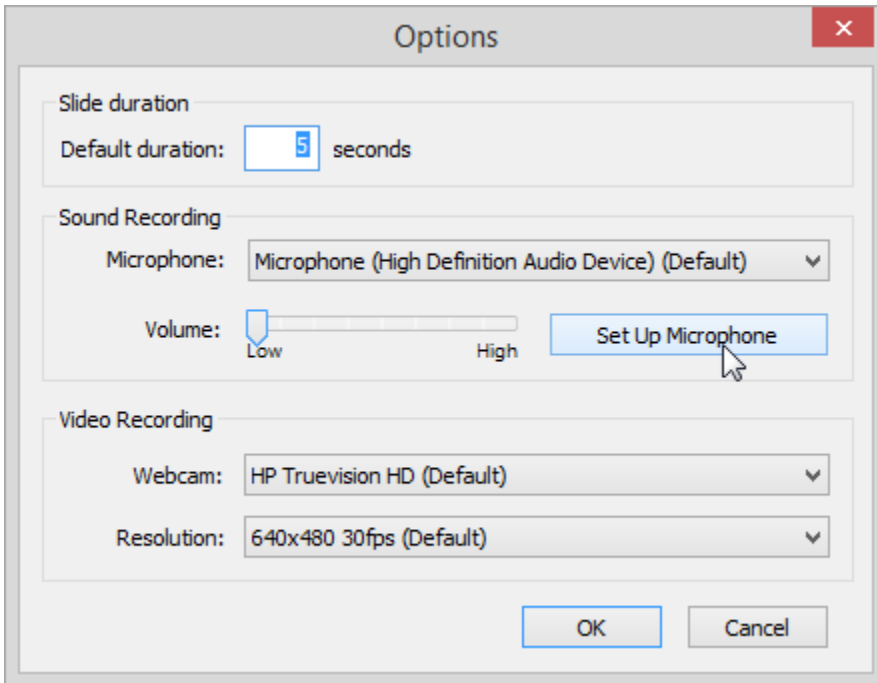 Options
Slide duration
Default duration: 5 seconds
Sound Recording
Microphone: Microphone (High Definition Audio Device) (Default)
Volume: Low High Set Up Microphone
Video Recording
Webcam: HP Truevision HD (Default)
Resolution: 640x480 30fps (Default)
OK Cancel